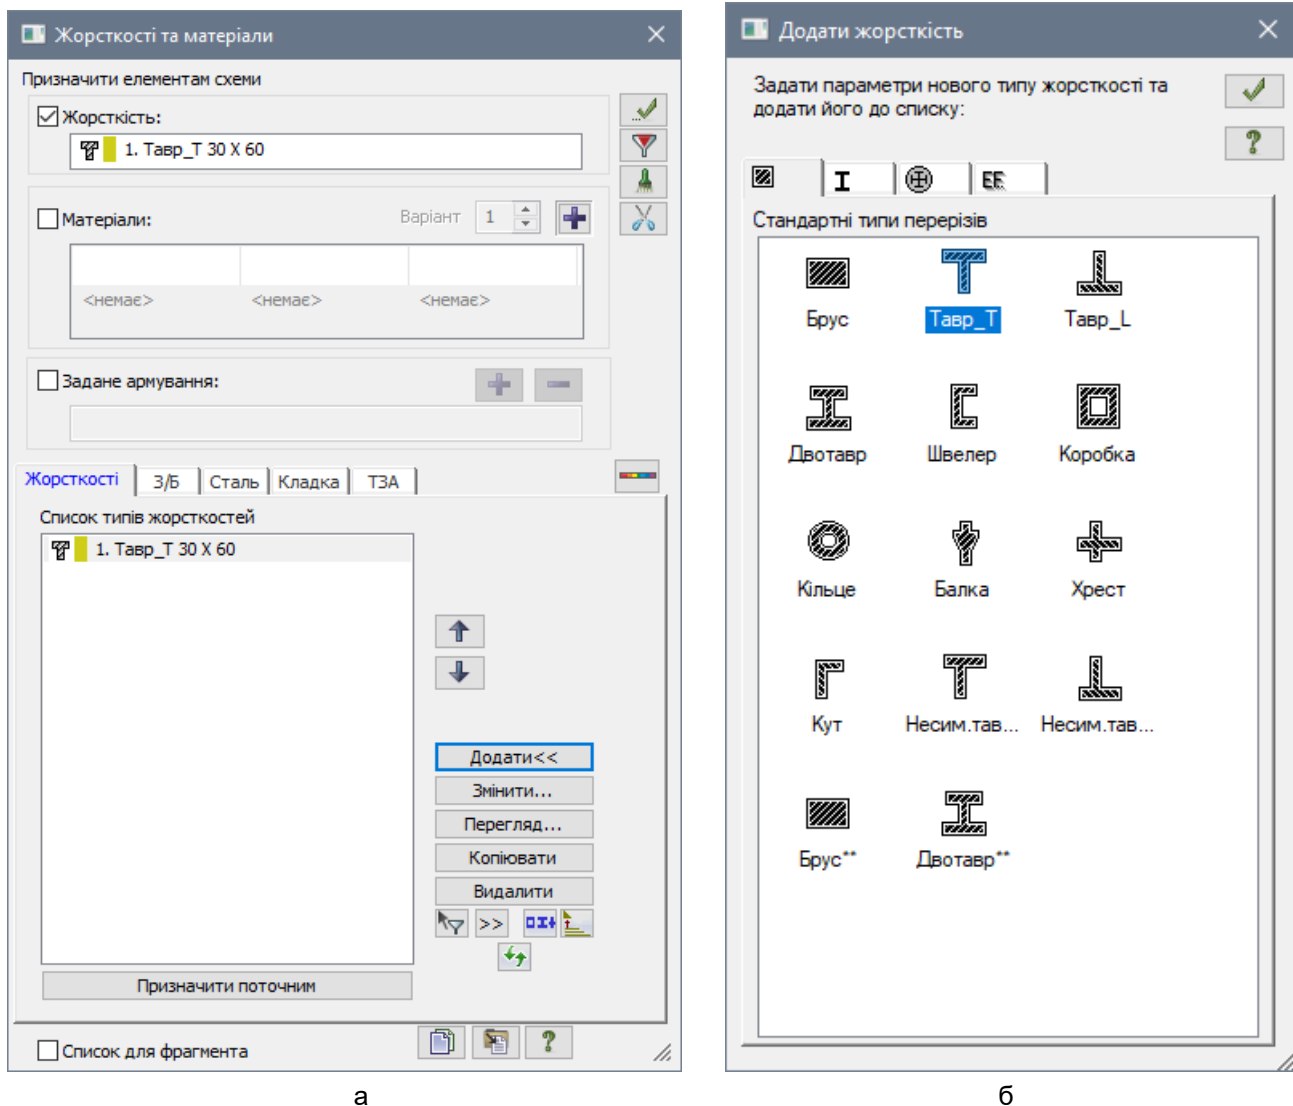 Жорсткості та матеріали
Призначити елементам схеми
Жорсткість:
1. Тавр_Т 30 X 60
Матеріали:
Варіант 1
<немає> <немає> <немає>
Задане армування:
Жорсткості З/Б Сталь Кладка ТЗА
Список типів жорсткостей
1. Тавр_Т 30 X 60
Додати<<
Змінити...
Перегляд...
Копіювати
Видалити
>>
Призначити поточним
Список для фрагмента
а
Додати жорсткість
Задати параметри нового типу жорсткості та
додати його до списку:
Стандартні типи перерізів
Брус Тавр_Т Тавр_L
Двотавр Швелер Коробка
Кільце Балка Хрест
Кут Несим.тав... Несим.тав...
Брус** Двотавр**
б